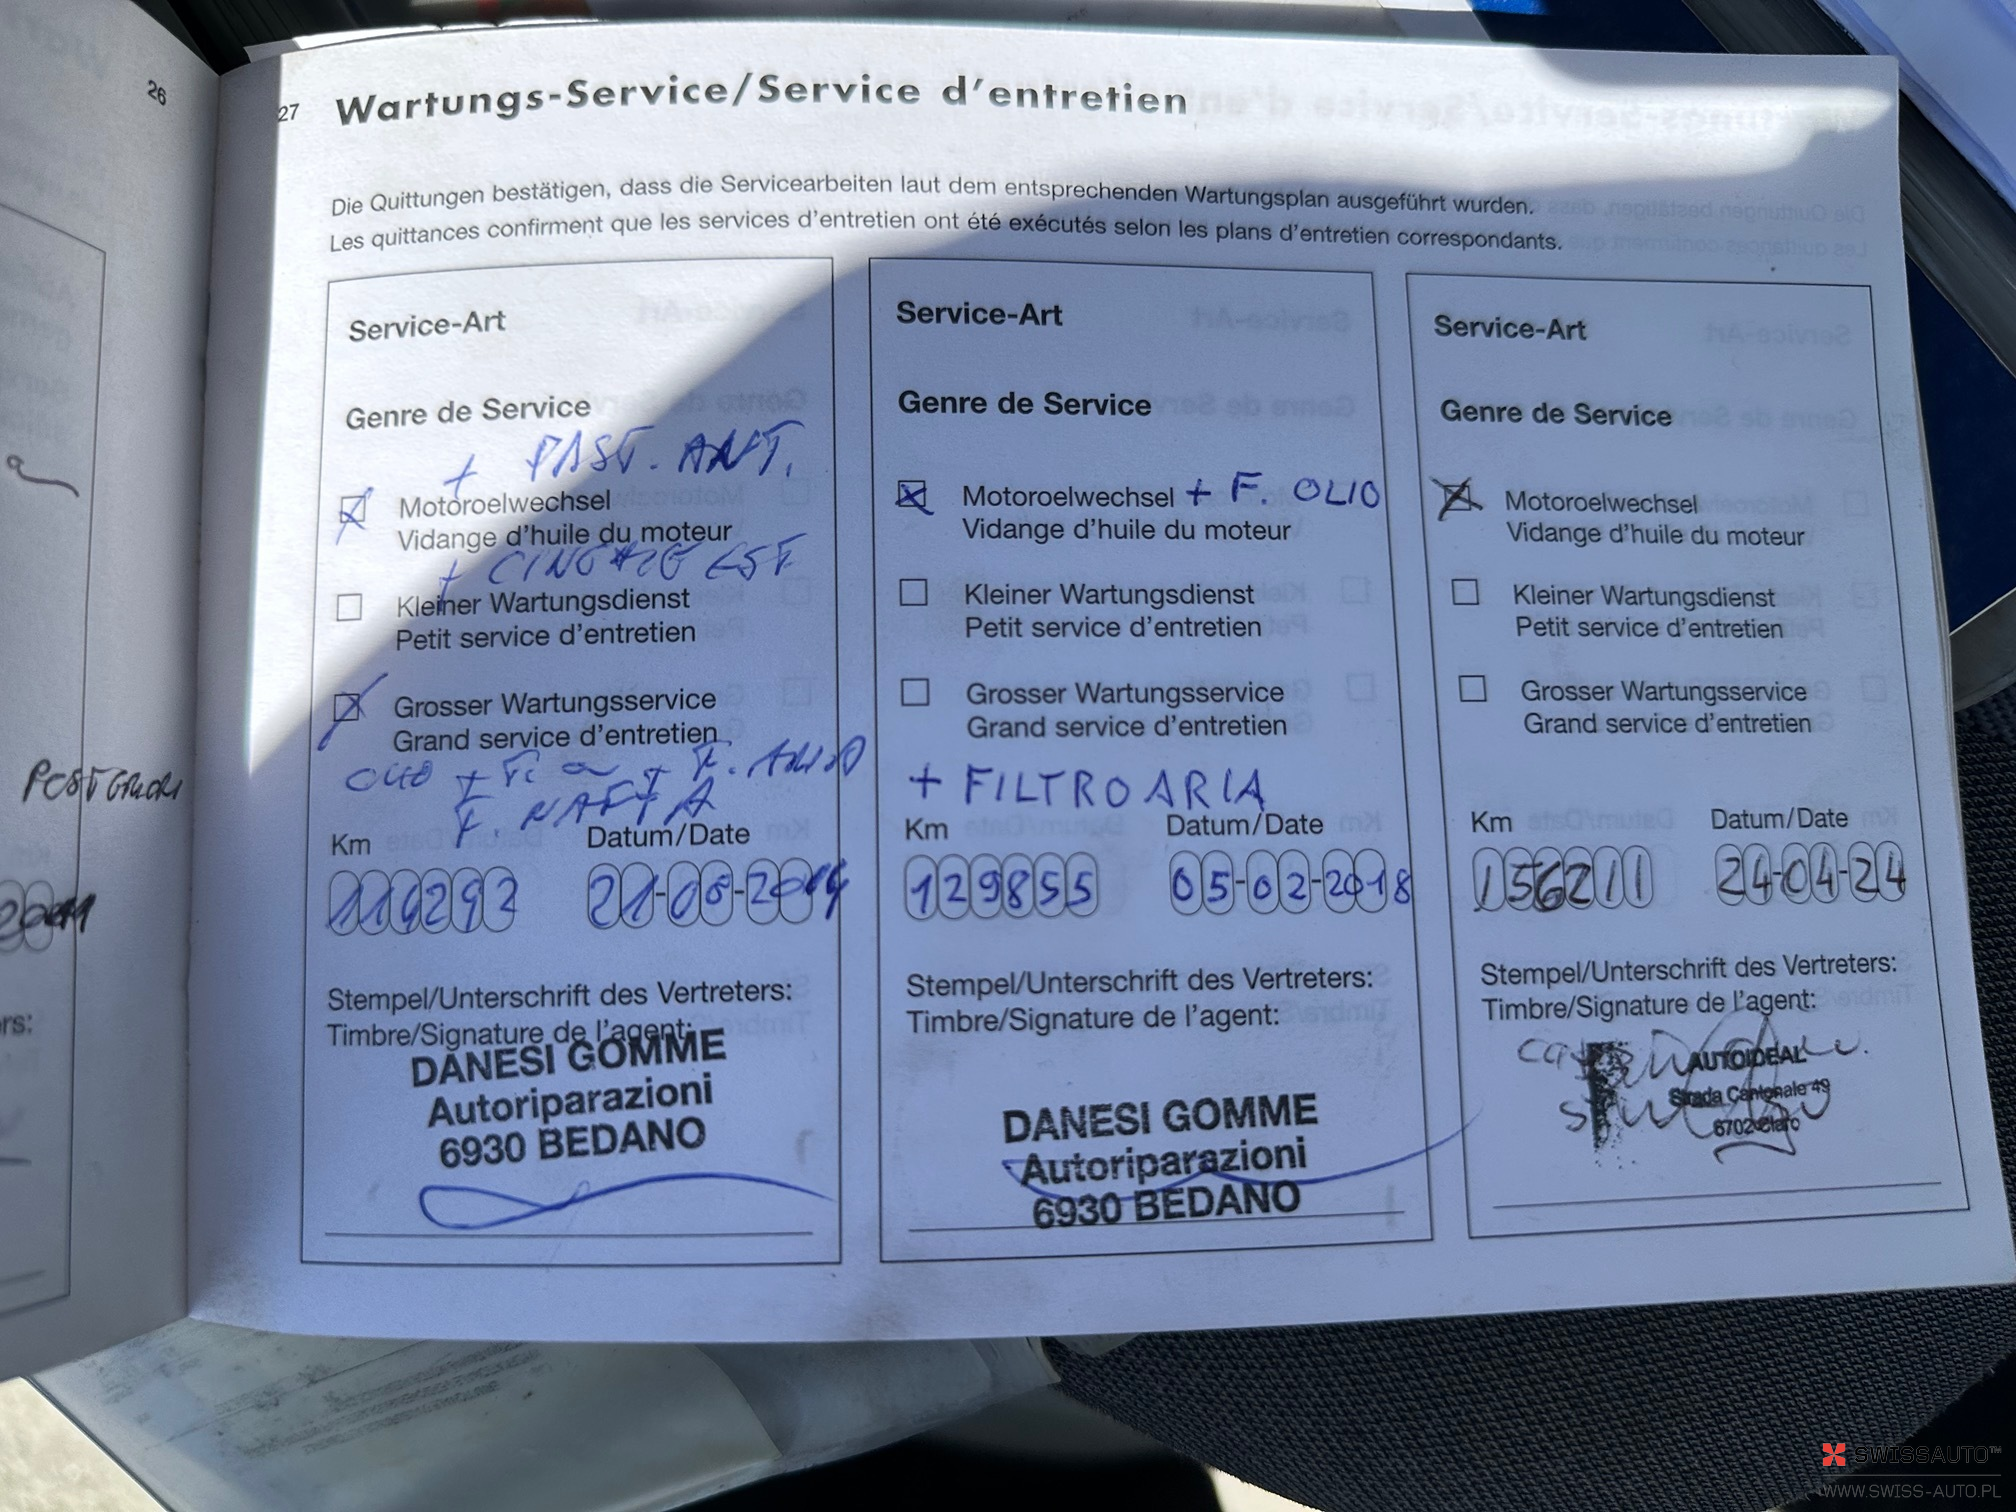 26
POST
rs:
27 Wartungs-Service/Service d'entretien
Die Quittungen bestätigen, dass die Servicearbeiten laut dem entsprechenden Wartungsplan ausgeführt wurden.
Les quittances confirment que les services d'entretien ont été exécutés selon les plans d'entretien correspondants.
Service-Art
Genre de Service
+ PAST. ANT.
Motoroelwechsel
Vidange d'huile du moteur
+
Kleiner Wartungsdienst
Petit service d'entretien
Grosser Wartungsservice
Grand service d'entretien
OLIO + F.
F. NAFTA
Km Datum/Date
21-08-2014
Stempel/Unterschrift des Vertreters:
Timbre/Signature de l'agent:
DANESI GOMME
Autoriparazioni
6930 BEDANO
Service-Art
Genre de Service
Motoroelwechsel + F. OLIO
Vidange d'huile du moteur
Kleiner Wartungsdienst
Petit service d'entretien
Grosser Wartungsservice
Grand service d'entretien
+ FILTRO ARIA
Km Datum/Date
129855 05-02-2018
Stempel/Unterschrift des Vertreters:
Timbre/Signature de l'agent:
DANESI GOMME
Autoriparazioni
6930 BEDANO
Service-Art
Genre de Service
Motoroelwechsel
Vidange d'huile du moteur
Kleiner Wartungsdienst
Petit service d'entretien
Grosser Wartungsservice
Grand service d'entretien
Km Datum/Date
156211 24-04-24
Stempel/Unterschrift des Vertreters:
Timbre/Signature de l'agent:
AUTOIDEAL
Strada Cantonale 49
6702 Claro
SWISSAUTO™
WWW.SWISS-AUTO.PL